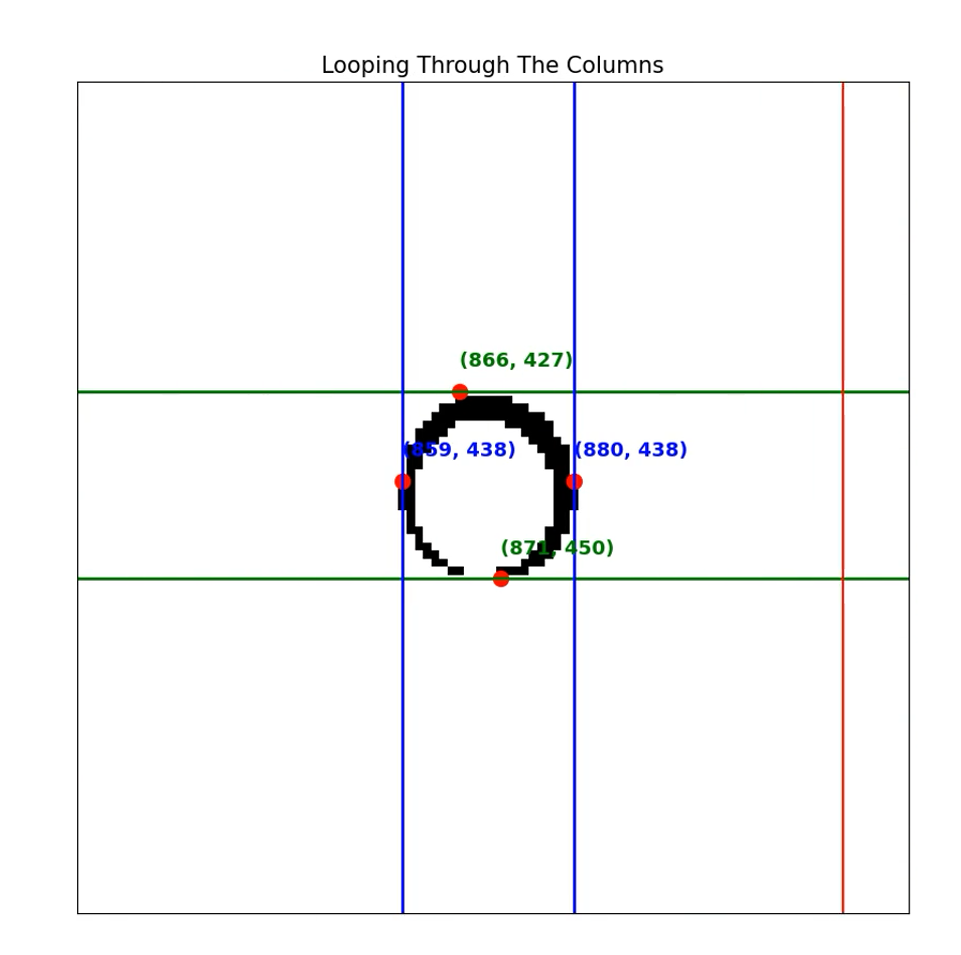 Looping Through The Columns
(866, 427)
(859, 438)
(880, 438)
(871, 450)